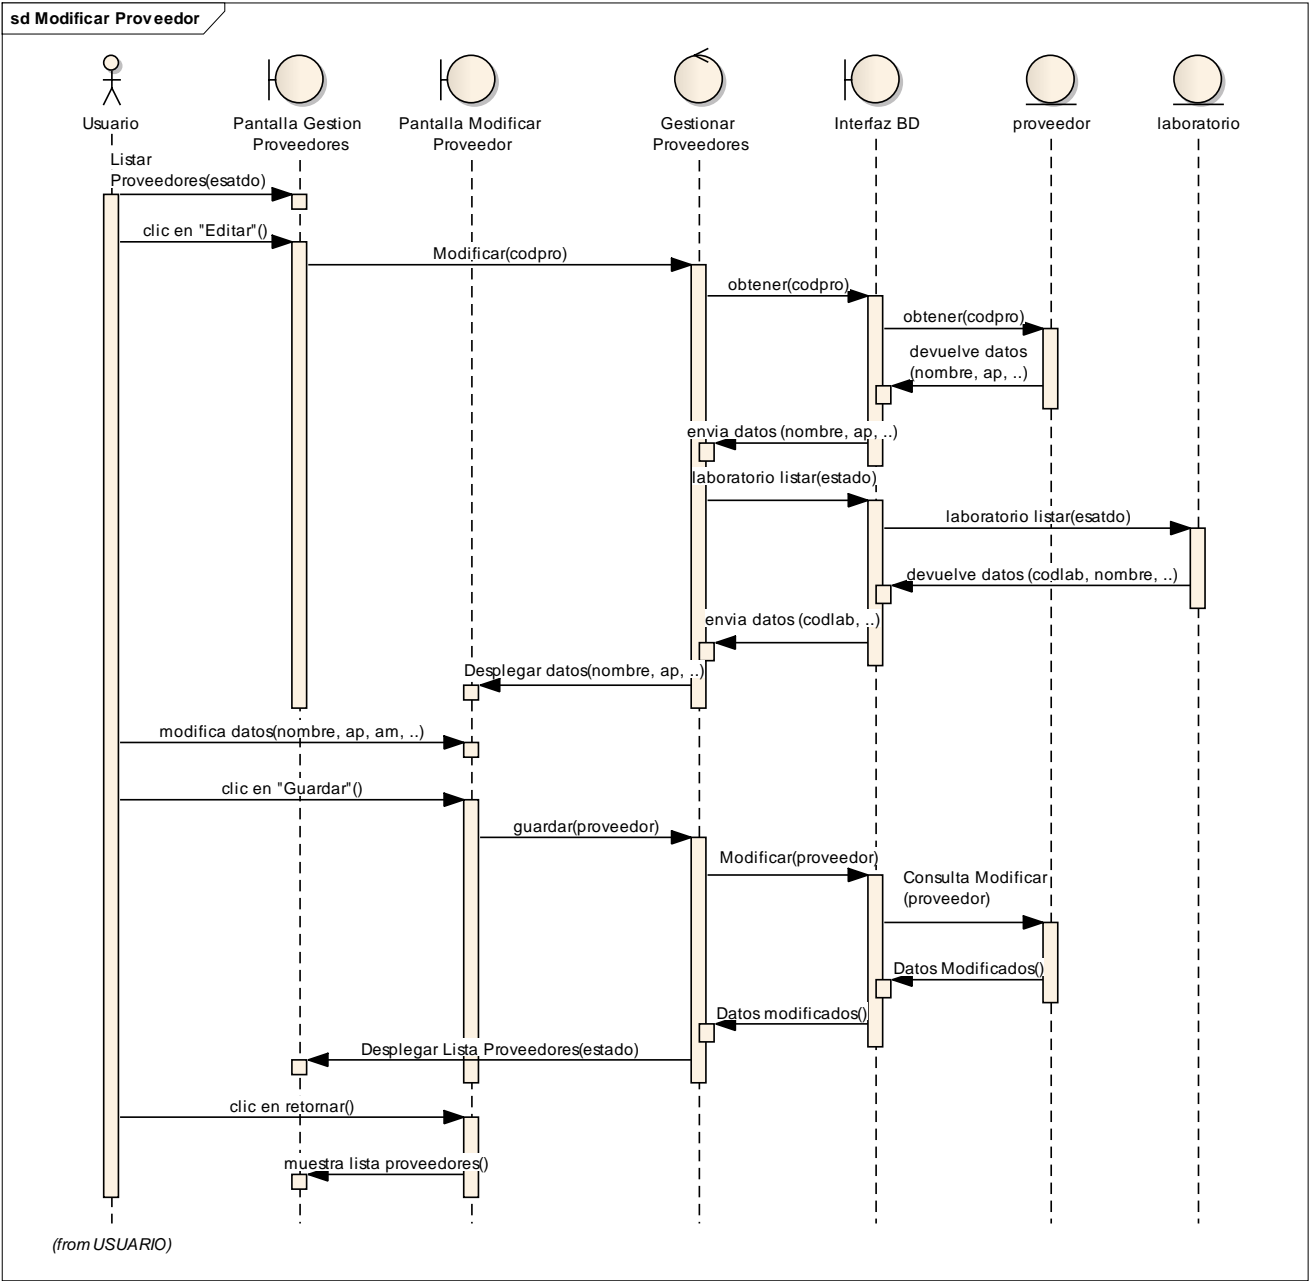 sd Modificar Proveedor
Usuario
Pantalla Gestion
Proveedores
Pantalla Modificar
Proveedor
Gestionar
Proveedores
Interfaz BD
proveedor
laboratorio
Listar
Proveedores(esatdo)
clic en "Editar"()
Modificar(codpro)
obtener(codpro)
obtener(codpro)
devuelve datos
(nombre, ap, ..)
envia datos (nombre, ap, ..)
laboratorio listar(estado)
laboratorio listar(esatdo)
devuelve datos (codlab, nombre, ..)
envia datos (codlab, ..)
Desplegar datos(nombre, ap, ..)
modifica datos(nombre, ap, am, ..)
clic en "Guardar"()
guardar(proveedor)
Modificar(proveedor)
Consulta Modificar
(proveedor)
Datos Modificados()
Datos modificados()
Desplegar Lista Proveedores(estado)
clic en retornar()
muestra lista proveedores()
(from USUARIO)